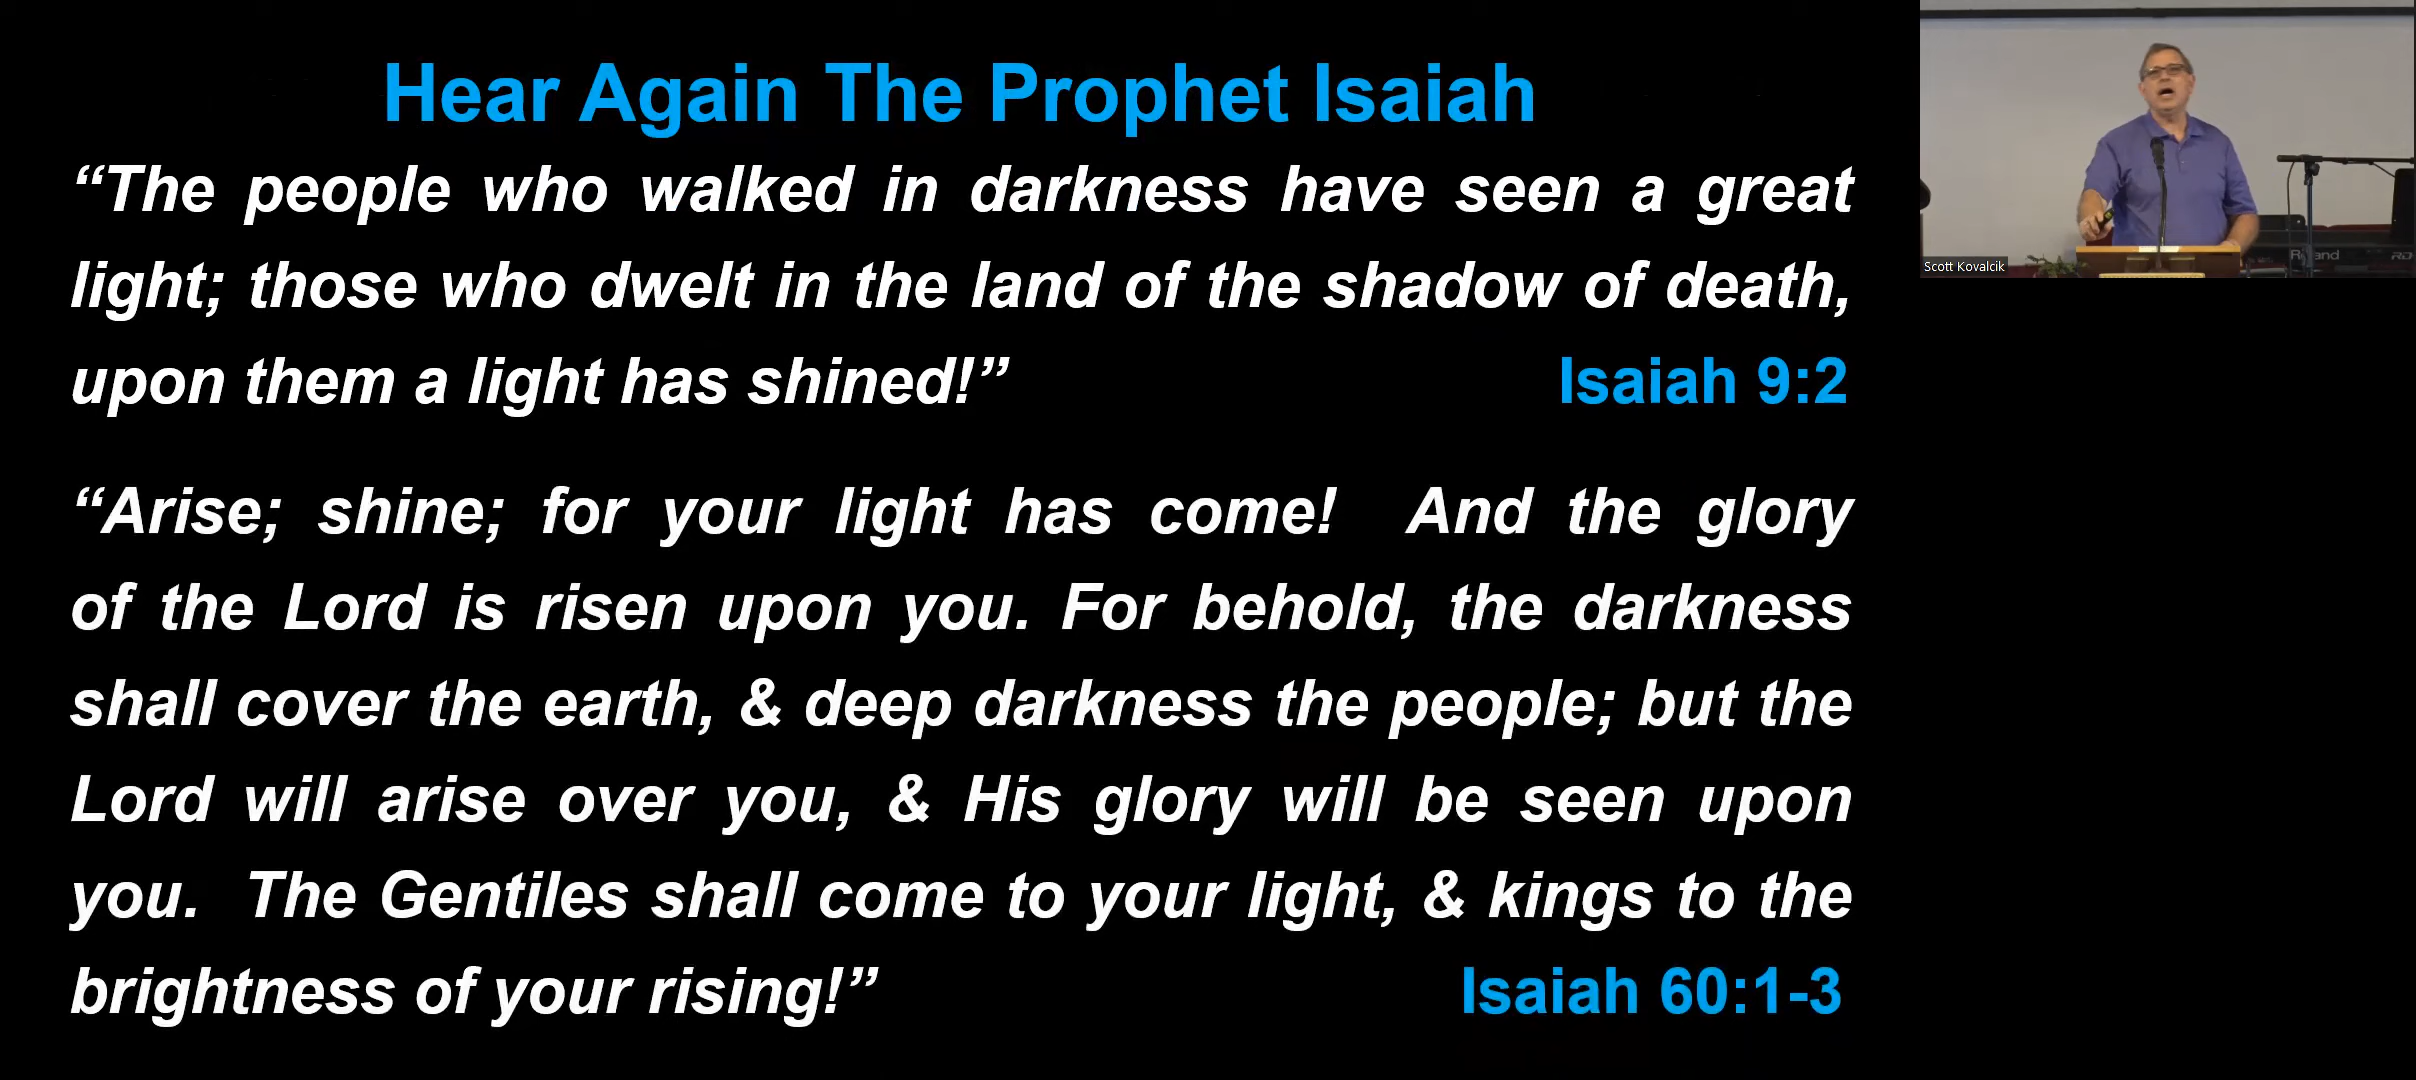 Hear Again The Prophet Isaiah
“The people who walked in darkness have seen a great
light; those who dwelt in the land of the shadow of death,
upon them a light has shined!” Isaiah 9:2
“Arise; shine; for your light has come! And the glory
of the Lord is risen upon you. For behold, the darkness
shall cover the earth, & deep darkness the people; but the
Lord will arise over you, & His glory will be seen upon
you. The Gentiles shall come to your light, & kings to the
brightness of your rising!” Isaiah 60:1-3
Scott Kovalcik
Roland RD